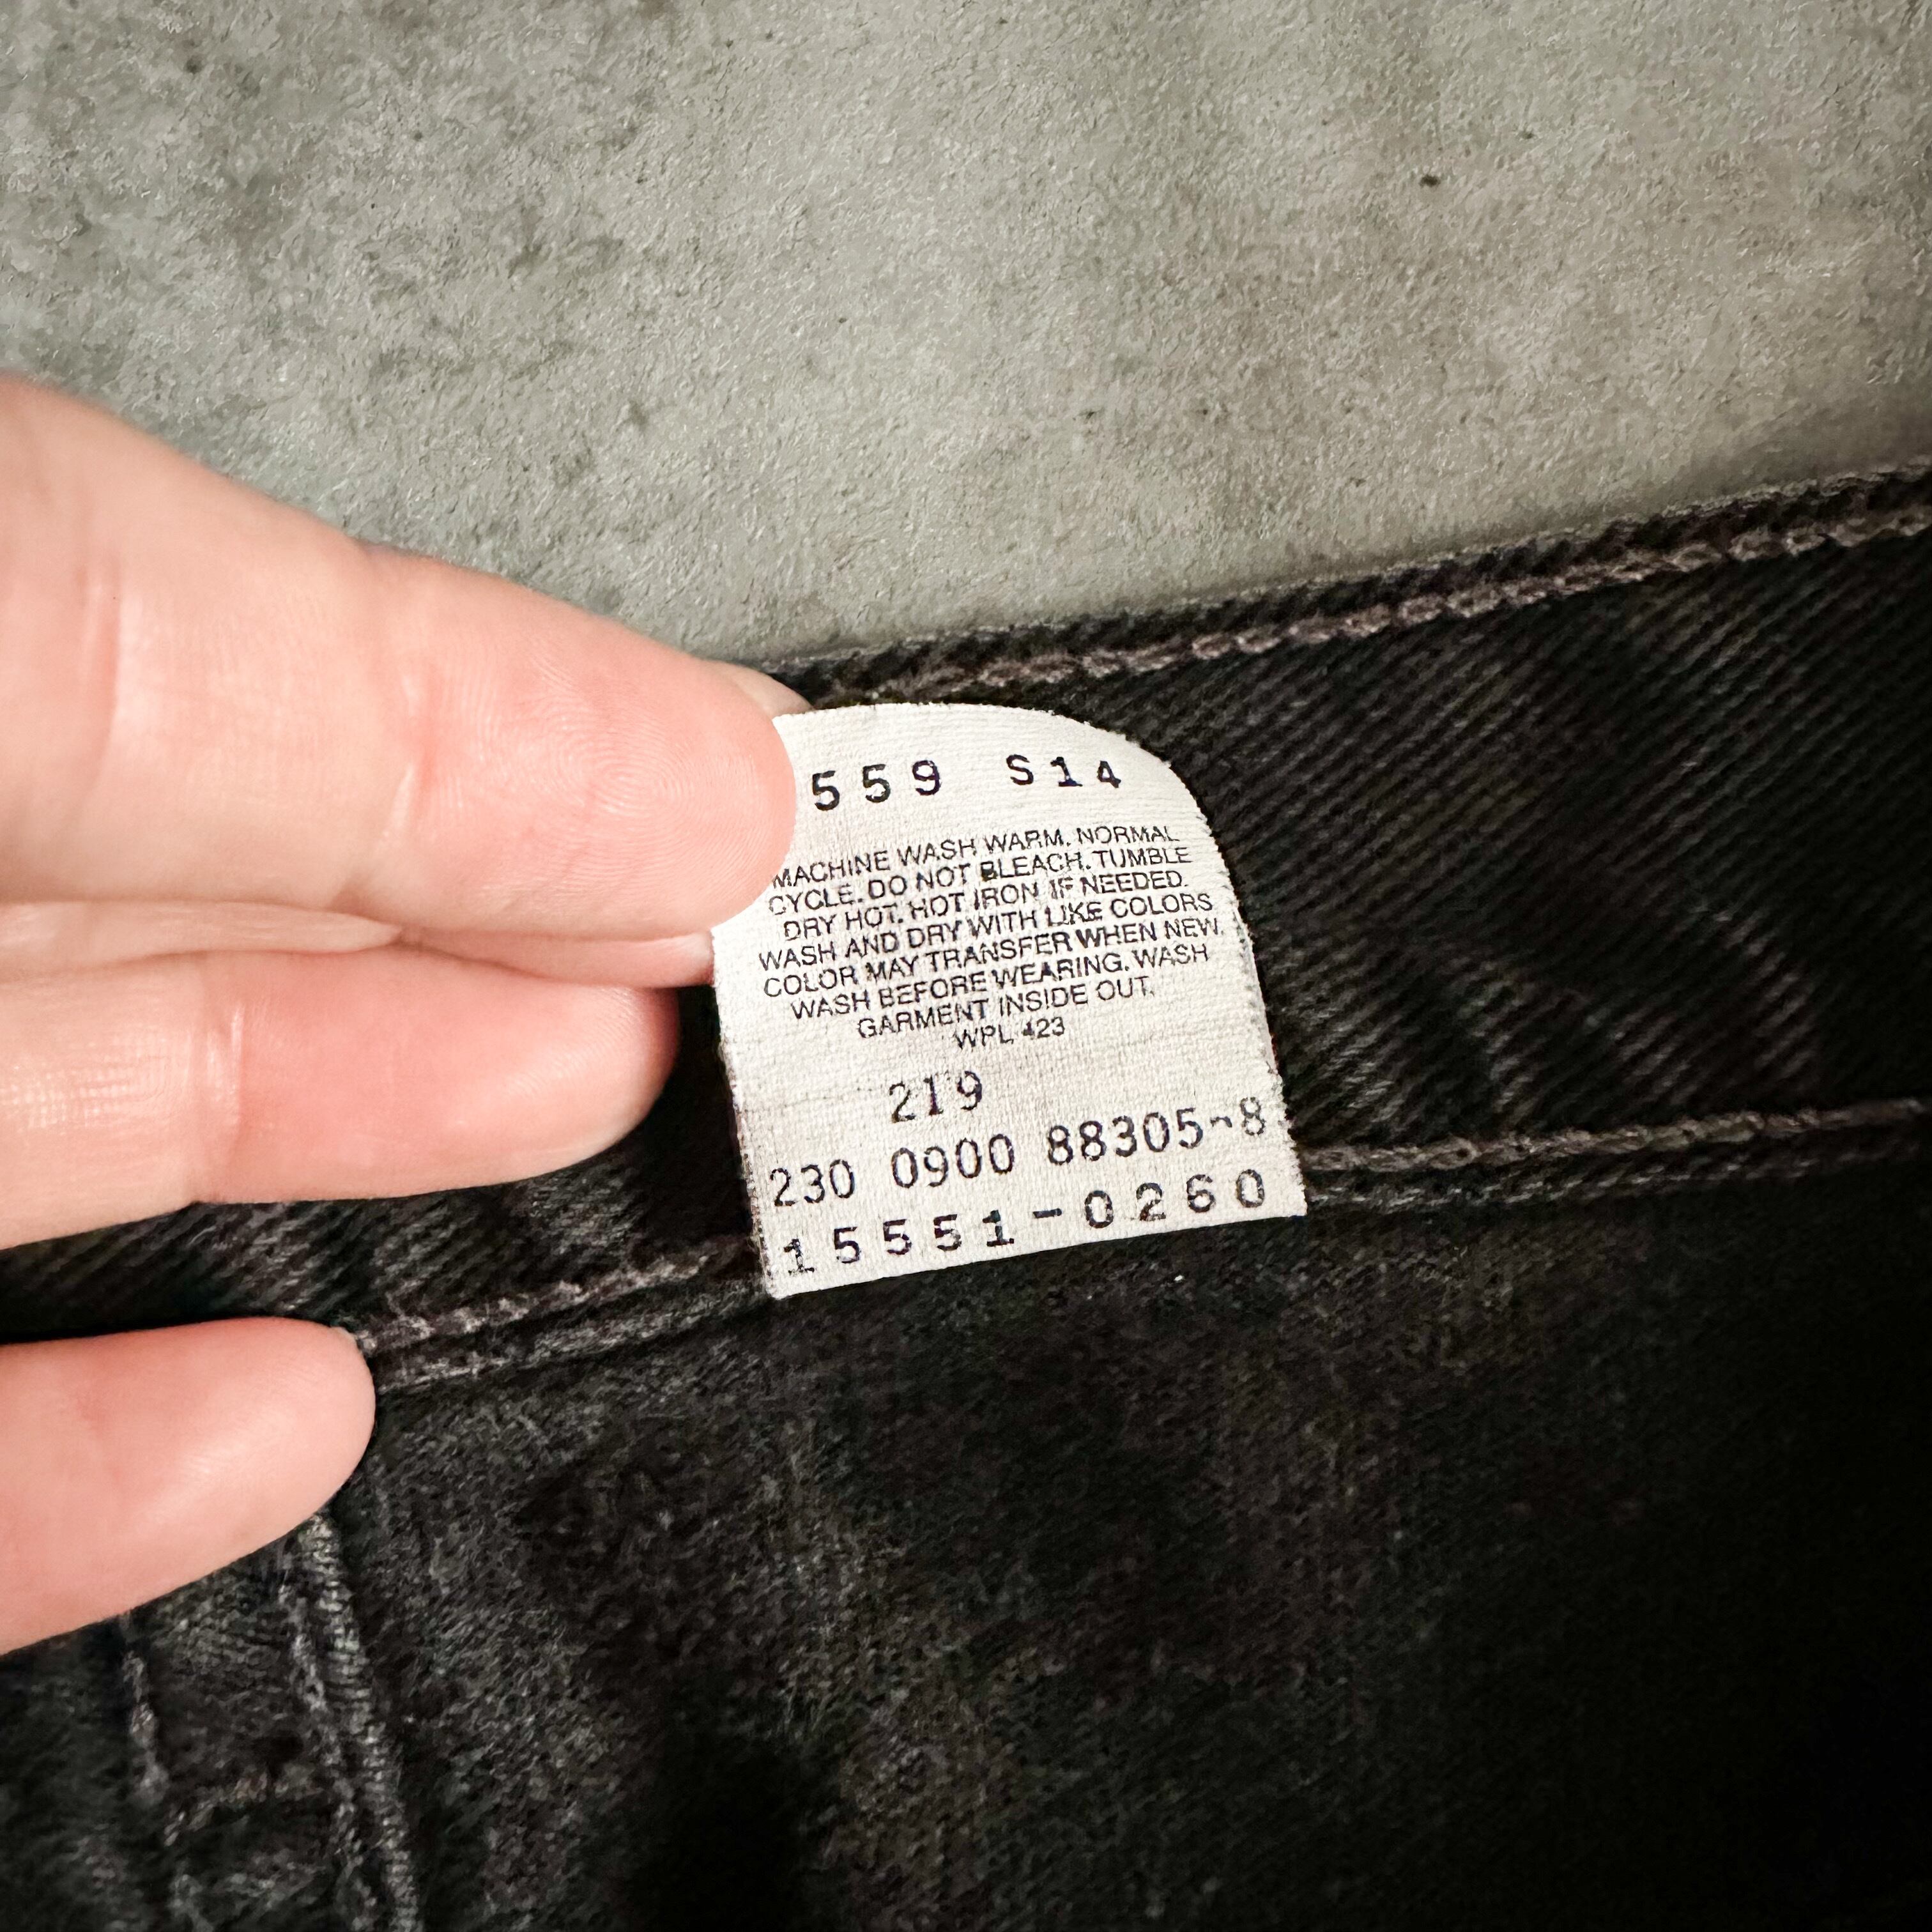 559 S14
MACHINE WASH WARM. NORMAL
CYCLE. DO NOT BLEACH. TUMBLE
DRY HOT. HOT IRON IF NEEDED.
WASH AND DRY WITH LIKE COLORS
COLOR MAY TRANSFER WHEN NEW.
WASH BEFORE WEARING. WASH
GARMENT INSIDE OUT.
WPL 423
219
230 0900 88305-8
15551-0260